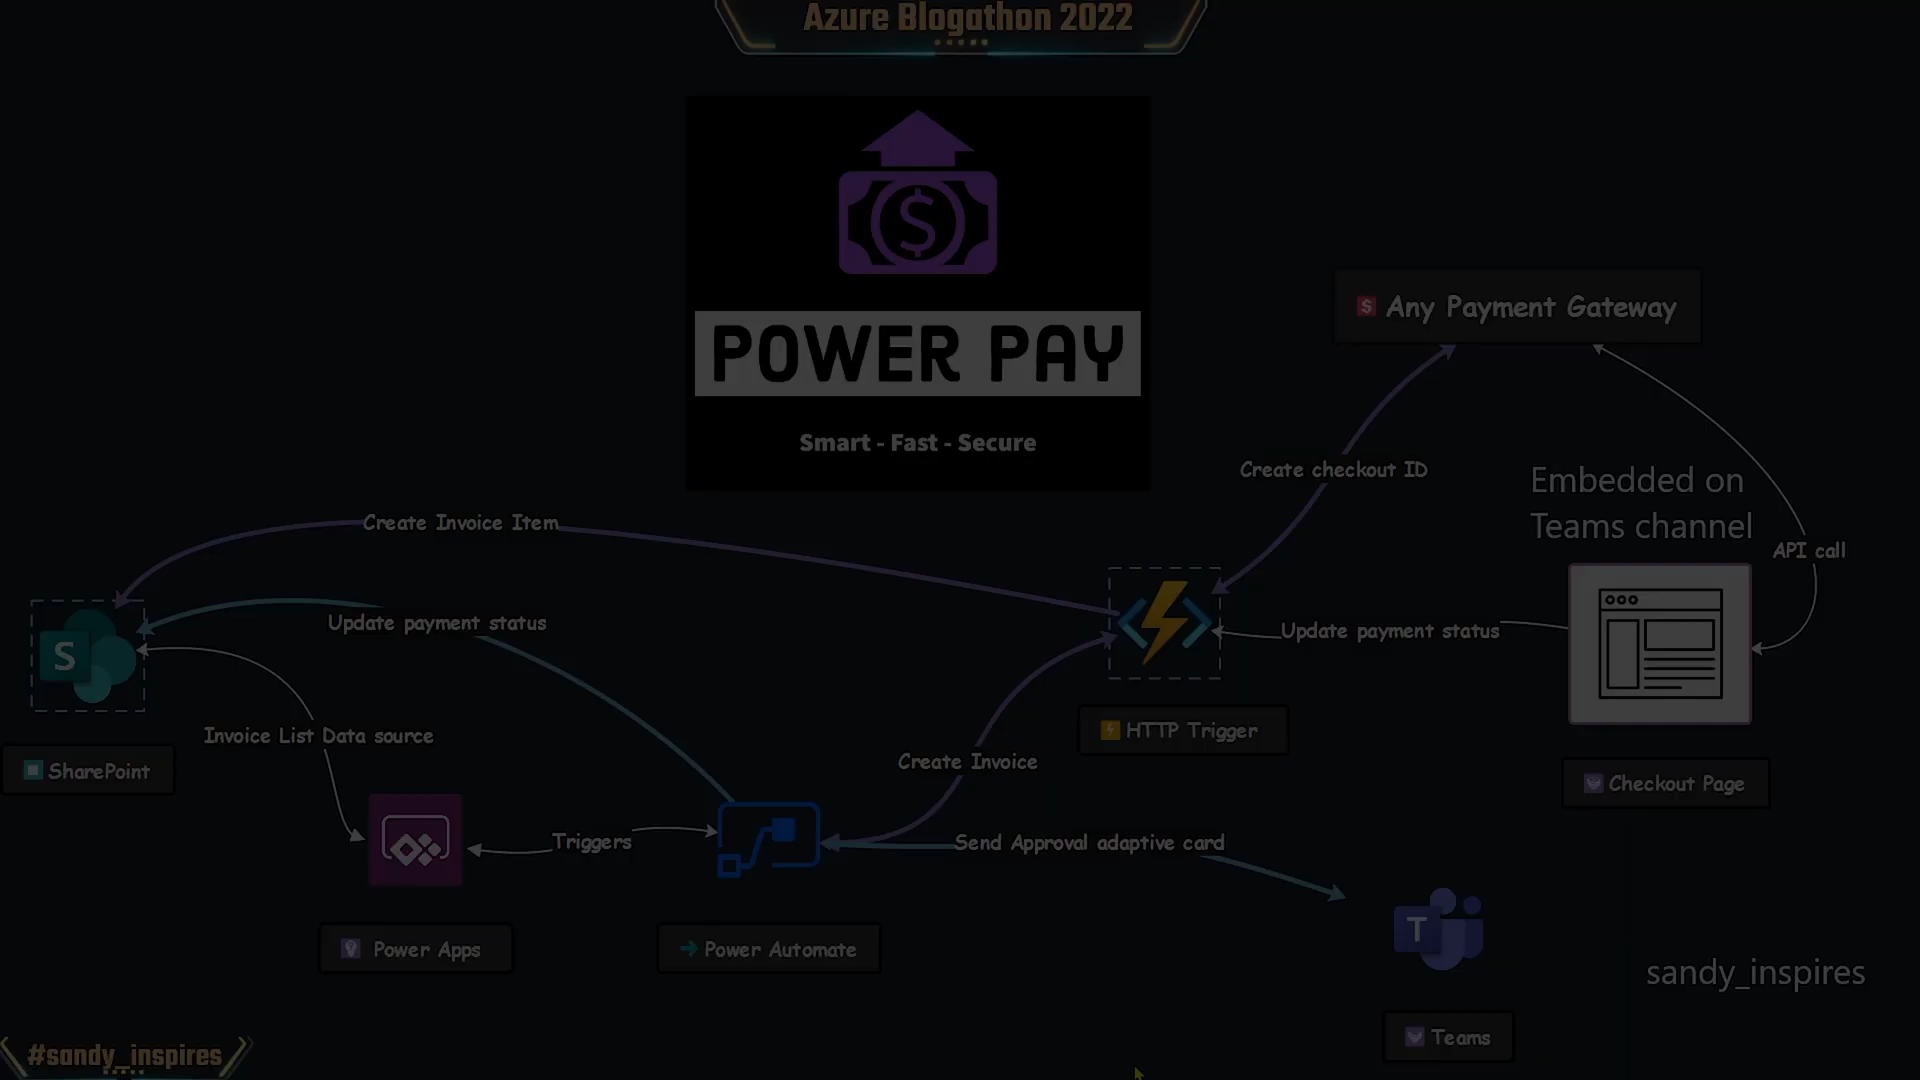 Azure Blogathon 2022
POWER PAY
Smart - Fast - Secure
$ Any Payment Gateway
Create checkout ID
Embedded on
Teams channel
API call
Create Invoice Item
Update payment status
Update payment status
S
Invoice List Data source
HTTP Trigger
SharePoint
Create Invoice
Checkout Page
Triggers
Send Approval adaptive card
T
Power Apps
Power Automate
sandy_inspires
Teams
#sandy_inspires